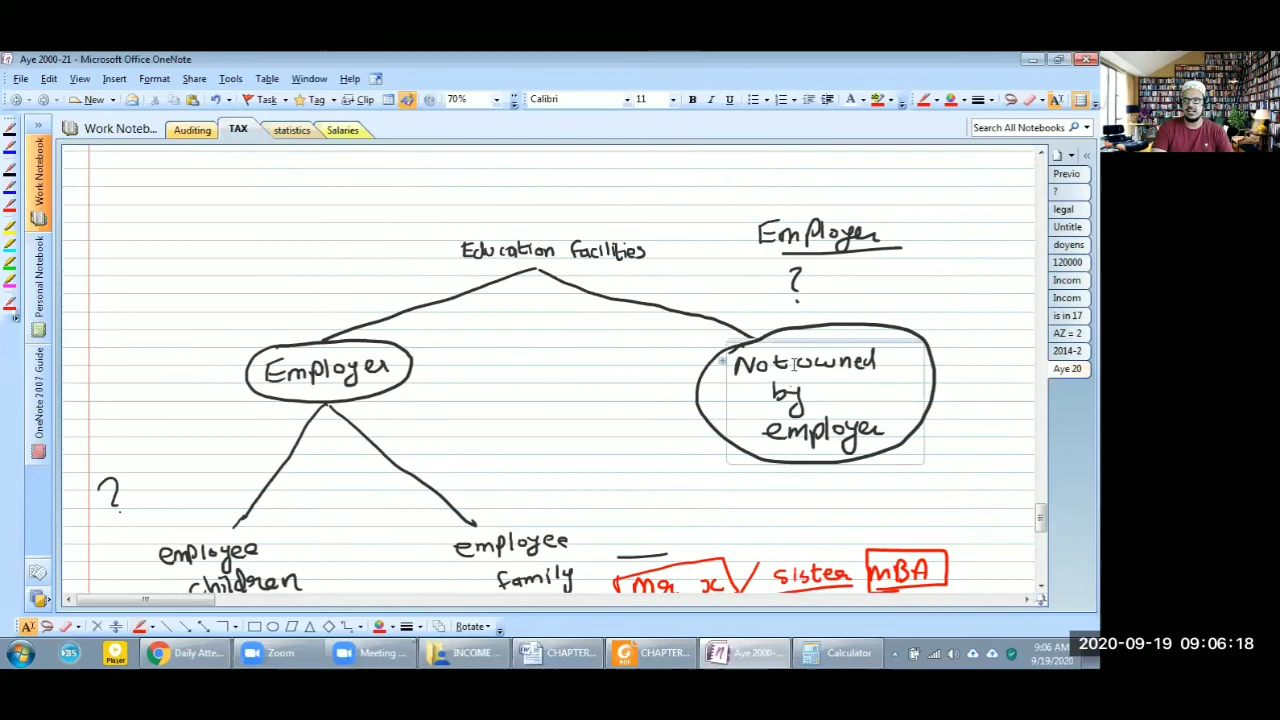 Aye 2000-21 - Microsoft Office OneNote
File Edit View Insert Format Share Tools Table Window Help
New Task Tag Clip 70% Calibri 11 B I U A A
Work Noteb... Auditing TAX statistics Salaries Search All Notebooks
Work Notebook
Personal Notebook
OneNote 2007 Guide
Previo
?
legal
Untitle
doyens
120000
Incom
Incom
is in 17
AZ = 2
2014-2
Aye 20
Employer
Education facilities
?
Employer
Not owned
by
employer
?
employee
children
employee
family
Mr. x
sister MBA
A Rotate
Player Daily Atte... Zoom Meeting ... INCOME ... CHAPTER... CHAPTER... Aye 2000-... Calculator 9:06 AM
9/19/2020
2020-09-19 09:06:18